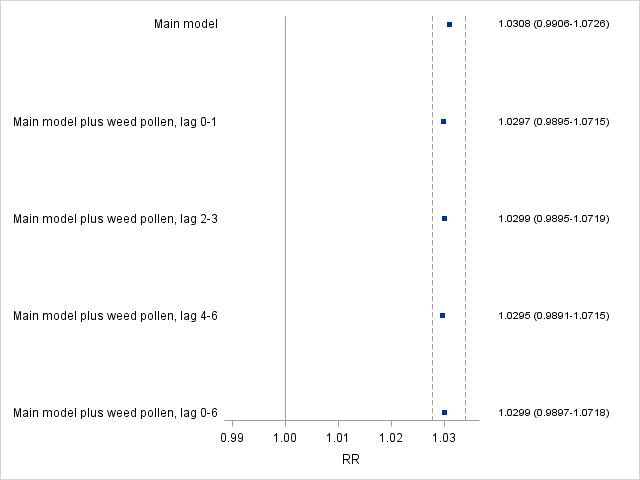 Main model 1.0308 (0.9906-1.0726)
Main model plus weed pollen, lag 0-1 1.0297 (0.9895-1.0715)
Main model plus weed pollen, lag 2-3 1.0299 (0.9895-1.0719)
Main model plus weed pollen, lag 4-6 1.0295 (0.9891-1.0715)
Main model plus weed pollen, lag 0-6 1.0299 (0.9897-1.0718)
0.99 1.00 1.01 1.02 1.03
RR